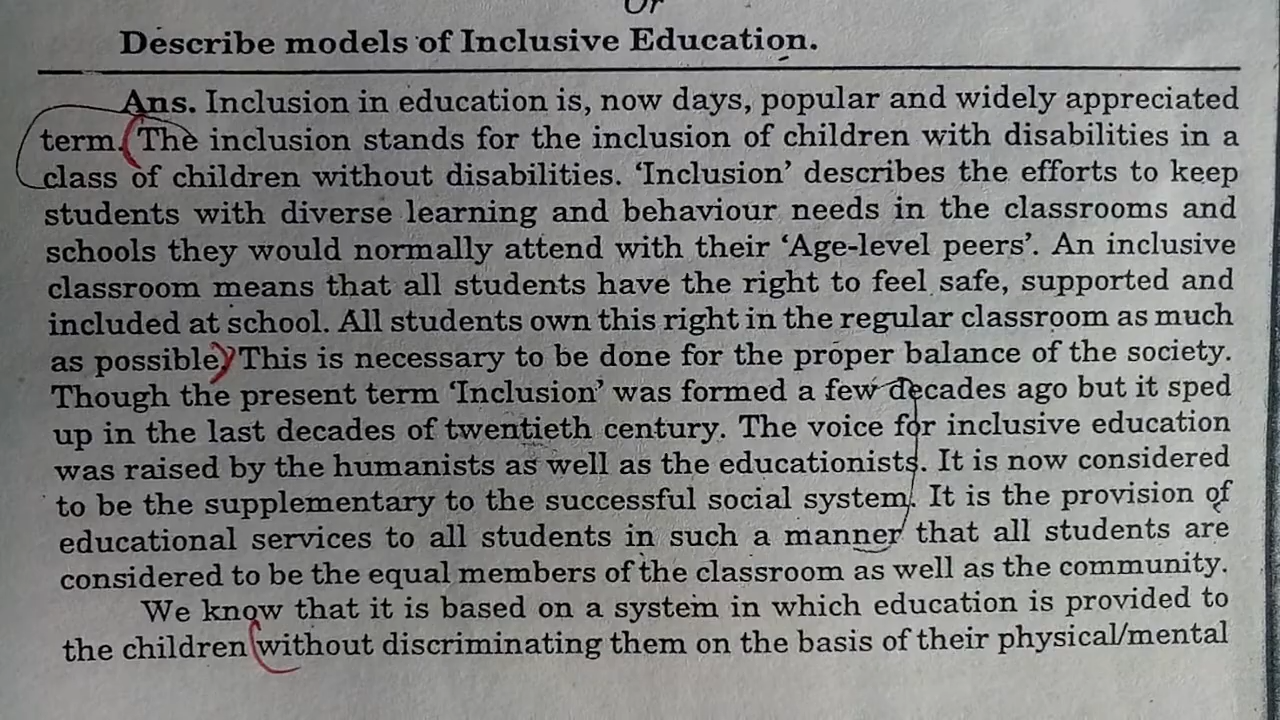 Or
Describe models of Inclusive Education.
Ans. Inclusion in education is, now days, popular and widely appreciated
term. (The inclusion stands for the inclusion of children with disabilities in a
class of children without disabilities. ‘Inclusion’ describes the efforts to keep
students with diverse learning and behaviour needs in the classrooms and
schools they would normally attend with their ‘Age-level peers’. An inclusive
classroom means that all students have the right to feel safe, supported and
included at school. All students own this right in the regular classroom as much
as possible.) This is necessary to be done for the proper balance of the society.
Though the present term ‘Inclusion’ was formed a few decades ago but it sped
up in the last decades of twentieth century. The voice for inclusive education
was raised by the humanists as well as the educationists. It is now considered
to be the supplementary to the successful social system. It is the provision of
educational services to all students in such a manner that all students are
considered to be the equal members of the classroom as well as the community.
We know that it is based on a system in which education is provided to
the children (without discriminating them on the basis of their physical/mental